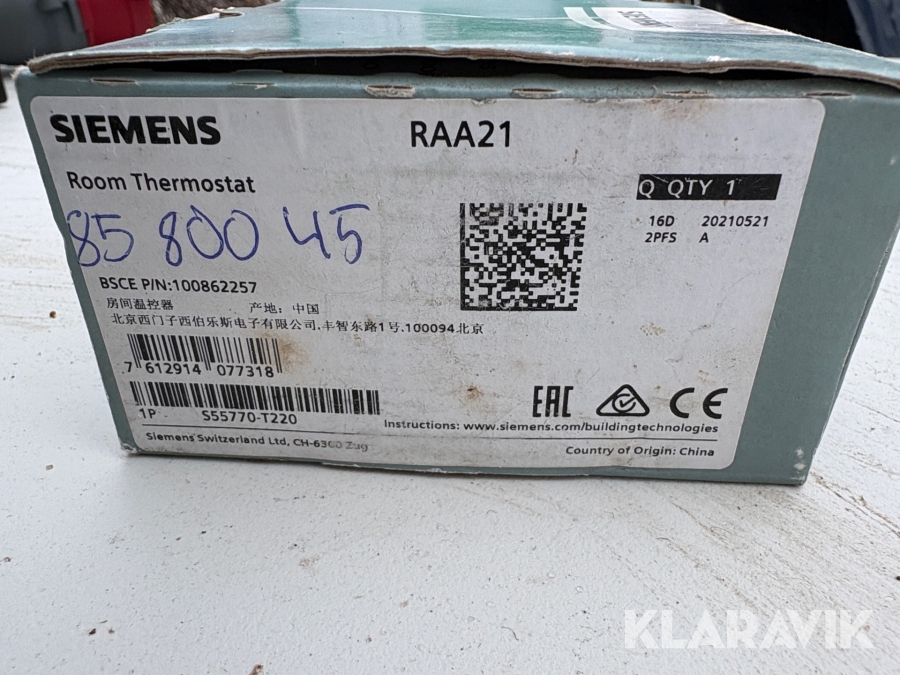 SIEMENS
SIEMENS
RAA21
Room Thermostat
Q QTY 1
85 800 45
16D 20210521
2PFS A
BSCE P/N:100862257
房间温控器 产地: 中国
北京西门子西伯乐斯电子有限公司.丰智东路1号.100094北京
7 612914 077318
1P S55770-T220
EAC CE
Instructions: www.siemens.com/buildingtechnologies
Siemens Switzerland Ltd, CH-6300 Zug
Country of Origin: China
KLARAVIK